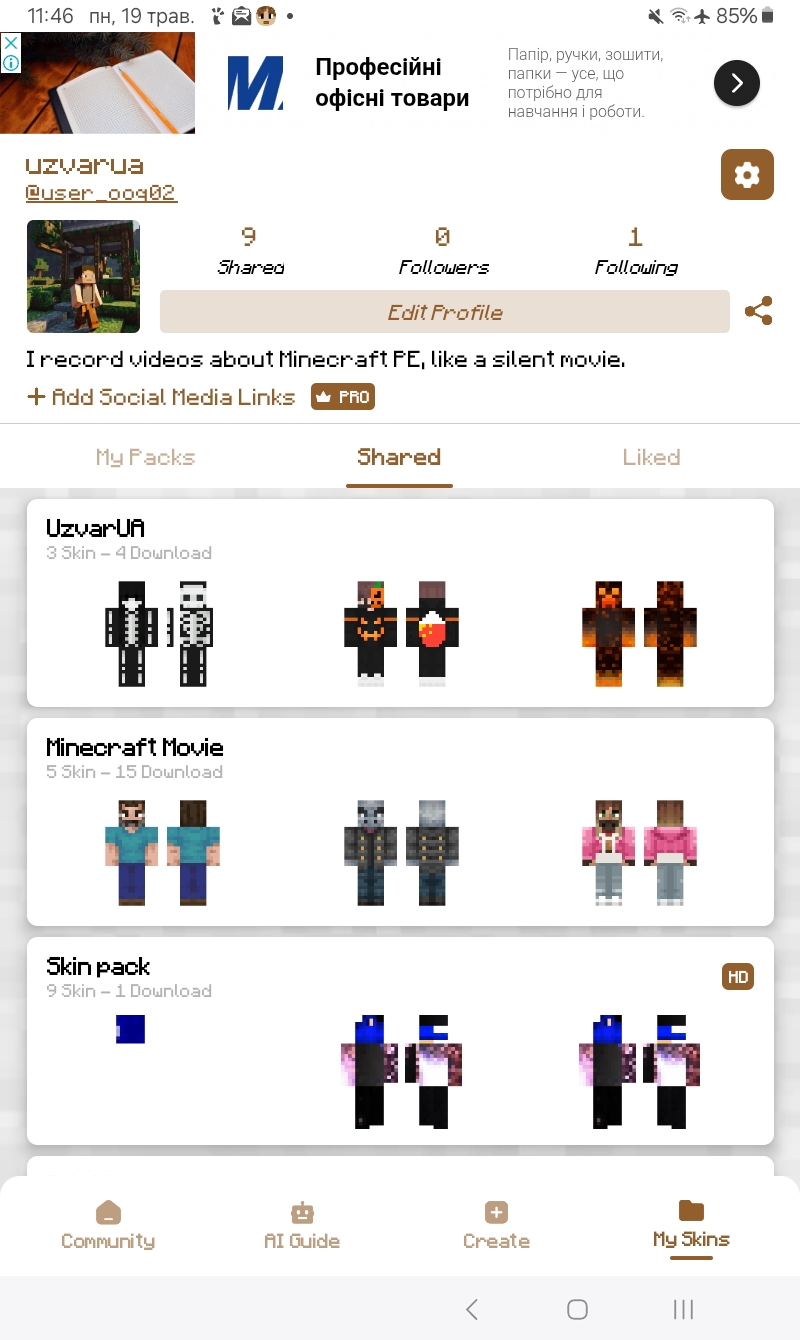 11:46 пн, 19 трав. 85%
Професійні
офісні товари
Папір, ручки, зошити,
папки — усе, що
потрібно для
навчання і роботи.
uzvarua
@user_ooq02
9 0 1
Shared Followers Following
Edit Profile
I record videos about Minecraft PE, like a silent movie.
+ Add Social Media Links PRO
My Packs Shared Liked
UzvarUA
3 Skin – 4 Download
Minecraft Movie
5 Skin – 15 Download
Skin pack
HD
9 Skin – 1 Download
Community AI Guide Create My Skins